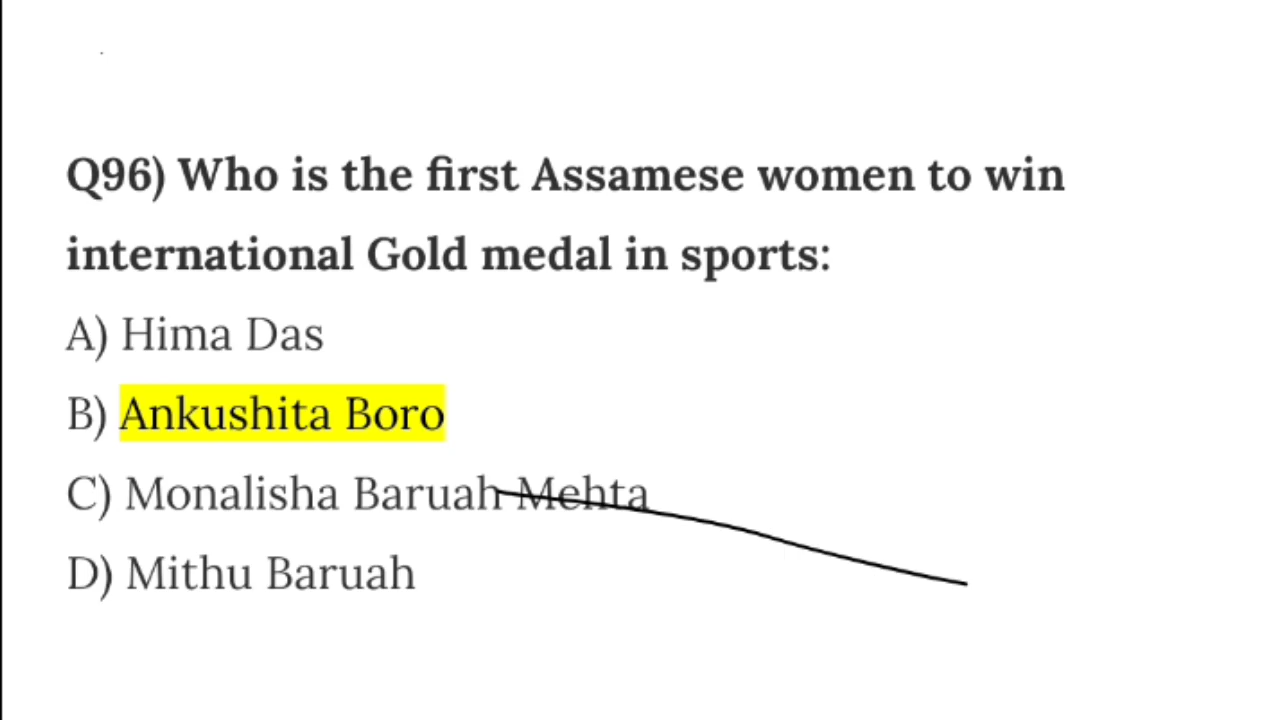 Q96) Who is the first Assamese women to win
international Gold medal in sports:
A) Hima Das
B) Ankushita Boro
C) Monalisha Baruah Mehta
D) Mithu Baruah